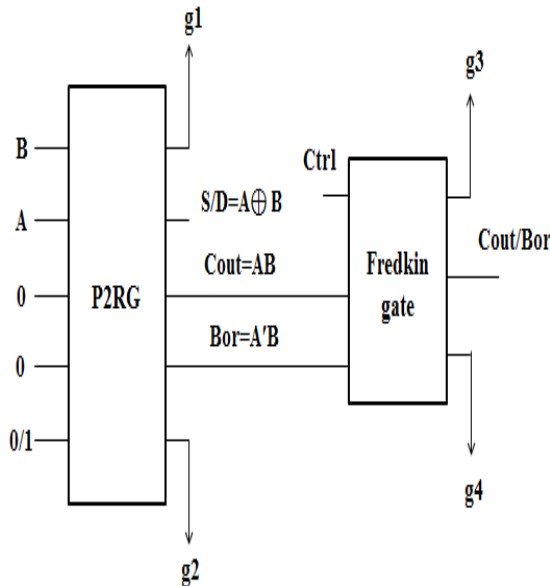 g1
g3
B
Ctrl
A
S/D=A⊕B
Cout=AB
Cout/Bor
0
P2RG
Fredkin
gate
Bor=A'B
0
0/1
g4
g2